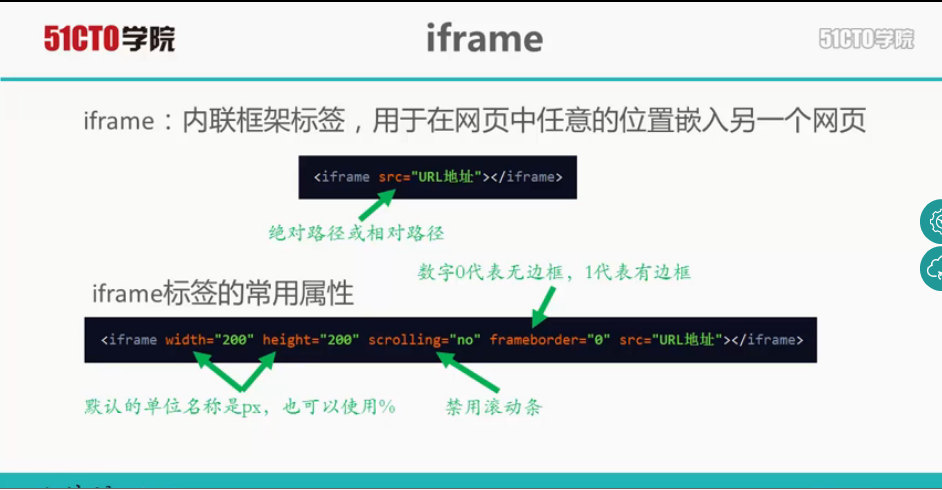 51CTO学院
iframe
51CTO学院
iframe：内联框架标签，用于在网页中任意的位置嵌入另一个网页
<iframe src="URL地址"></iframe>
绝对路径或相对路径
数字0代表无边框，1代表有边框
iframe标签的常用属性
<iframe width="200" height="200" scrolling="no" frameborder="0" src="URL地址"></iframe>
默认的单位名称是px，也可以使用%
禁用滚动条